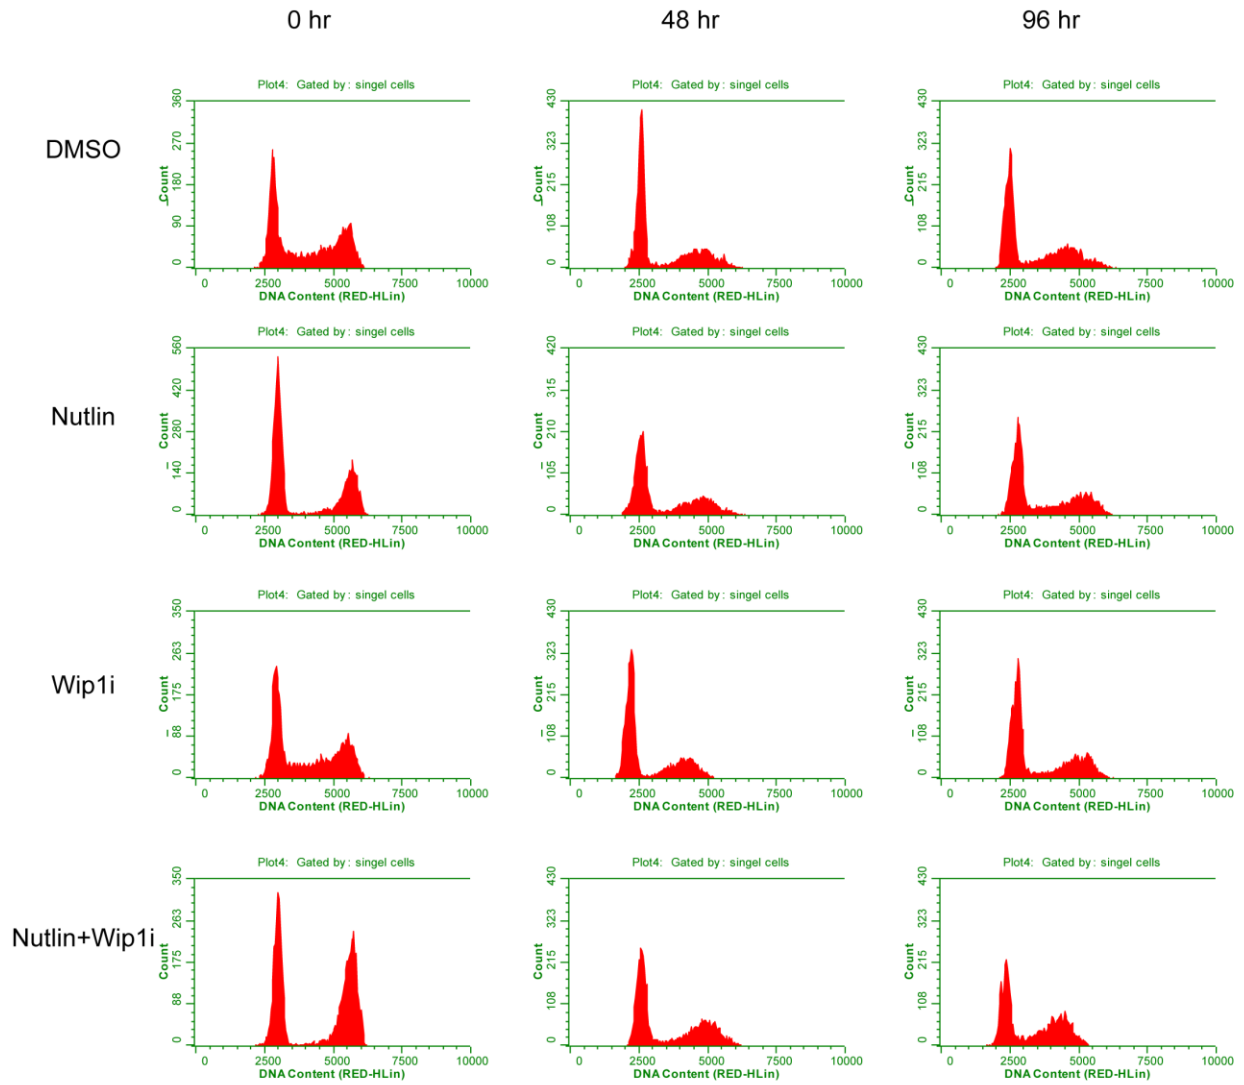 0 hr 48 hr 96 hr
DMSO
Plot4: Gated by: singel cells
Count
360
270
180
90
0
0 2500 5000 7500 10000
DNA Content (RED-HLin)
Plot4: Gated by: singel cells
Count
430
323
215
108
0
0 2500 5000 7500 10000
DNA Content (RED-HLin)
Plot4: Gated by: singel cells
Count
430
323
215
108
0
0 2500 5000 7500 10000
DNA Content (RED-HLin)
Nutlin
Plot4: Gated by: singel cells
Count
560
420
280
140
0
0 2500 5000 7500 10000
DNA Content (RED-HLin)
Plot4: Gated by: singel cells
Count
420
315
210
105
0
0 2500 5000 7500 10000
DNA Content (RED-HLin)
Plot4: Gated by: singel cells
Count
430
323
215
108
0
0 2500 5000 7500 10000
DNA Content (RED-HLin)
Wip1i
Plot4: Gated by: singel cells
Count
350
263
175
88
0
0 2500 5000 7500 10000
DNA Content (RED-HLin)
Plot4: Gated by: singel cells
Count
430
323
215
108
0
0 2500 5000 7500 10000
DNA Content (RED-HLin)
Plot4: Gated by: singel cells
Count
430
323
215
108
0
0 2500 5000 7500 10000
DNA Content (RED-HLin)
Nutlin+Wip1i
Plot4: Gated by: singel cells
Count
350
263
175
88
0
0 2500 5000 7500 10000
DNA Content (RED-HLin)
Plot4: Gated by: singel cells
Count
430
323
215
108
0
0 2500 5000 7500 10000
DNA Content (RED-HLin)
Plot4: Gated by: singel cells
Count
430
323
215
108
0
0 2500 5000 7500 10000
DNA Content (RED-HLin)